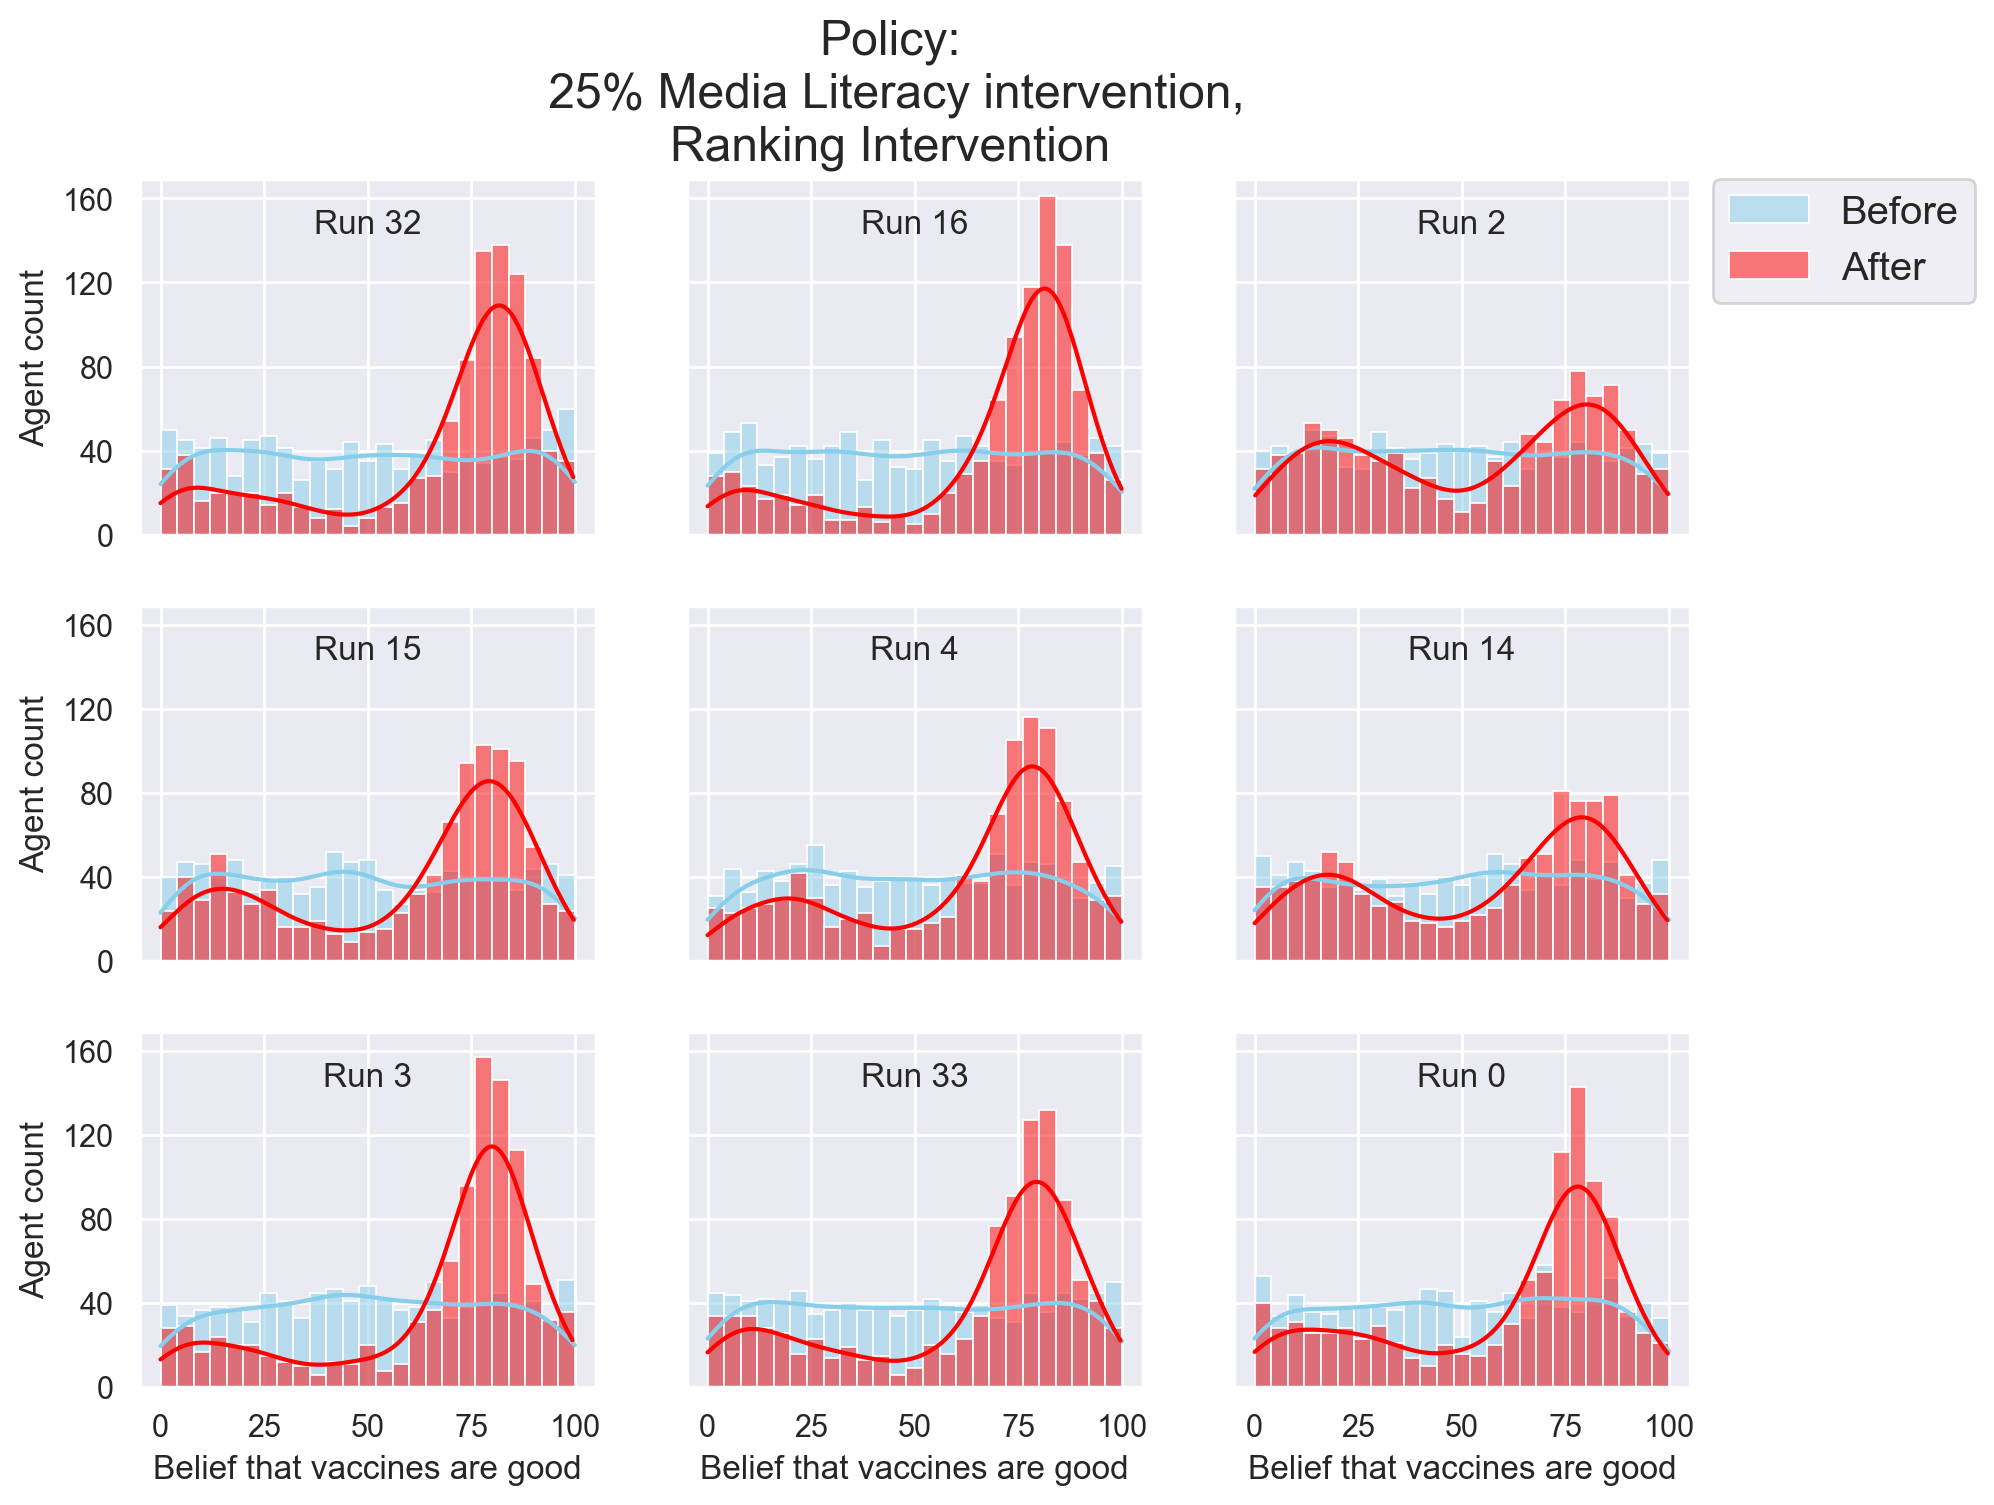 Policy:
25% Media Literacy intervention,
Ranking Intervention
Before
After
Run 32
Run 16
Run 2
160
120
80
40
0
Agent count
Run 15
Run 4
Run 14
160
120
80
40
0
Agent count
Run 3
Run 33
Run 0
160
120
80
40
0
Agent count
0 25 50 75 100
0 25 50 75 100
0 25 50 75 100
Belief that vaccines are good
Belief that vaccines are good
Belief that vaccines are good